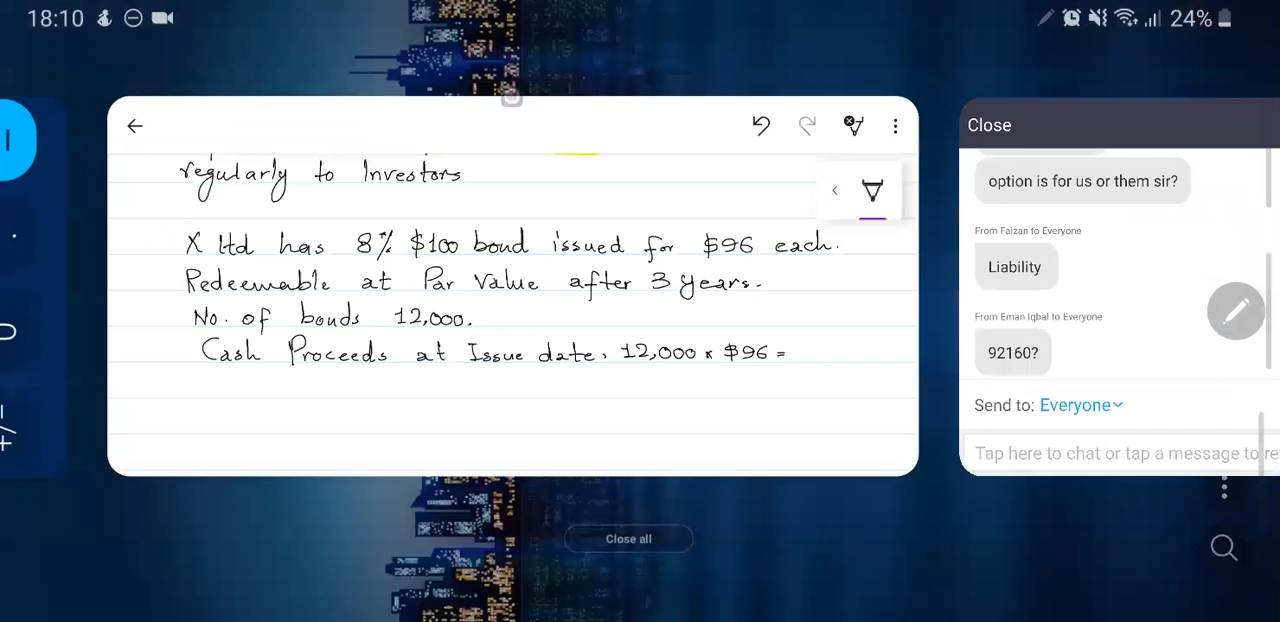 18:10
24%
regularly to Investors
X ltd has 8% $100 bond issued for $96 each.
Redeemable at Par Value after 3 years.
No. of bonds 12,000.
Cash Proceeds at Issue date. 12,000 x $96 =
Close
option is for us or them sir?
From Faizan to Everyone
Liability
From Eman Iqbal to Everyone
92160?
Send to: Everyone
Tap here to chat or tap a message to re
Close all